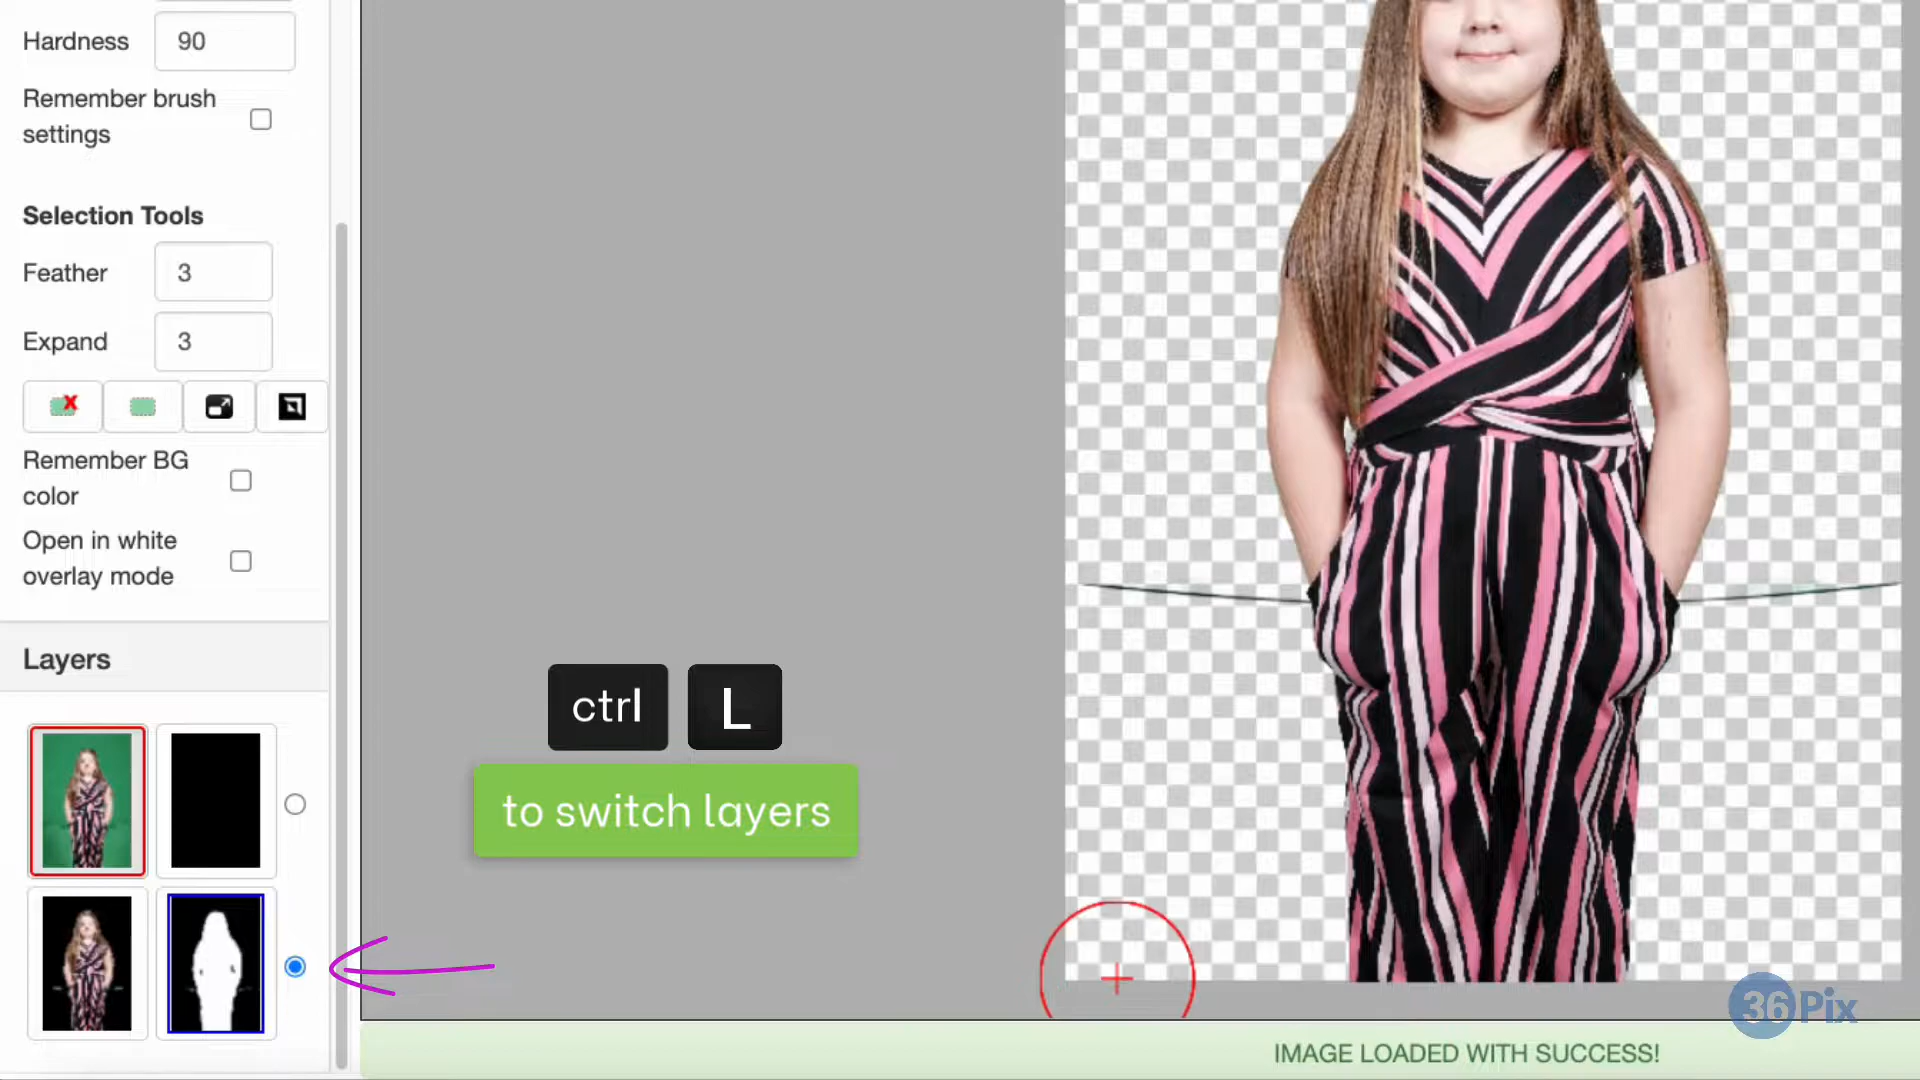 Hardness 90
Remember brush
settings
Selection Tools
Feather 3
Expand 3
Remember BG
color
Open in white
overlay mode
Layers
ctrl L
to switch layers
36Pix
IMAGE LOADED WITH SUCCESS!